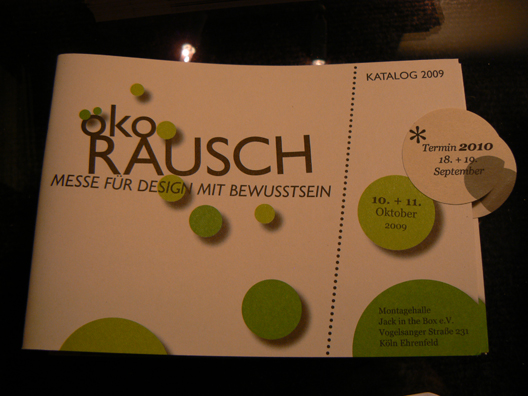 öko
RAUSCH
MESSE FÜR DESIGN MIT BEWUSSTSEIN
KATALOG 2009
* Termin 2010
18. + 19.
September
10. + 11.
Oktober
2009
Montagehalle
Jack in the Box e.V.
Vogelsanger Straße 231
Köln Ehrenfeld